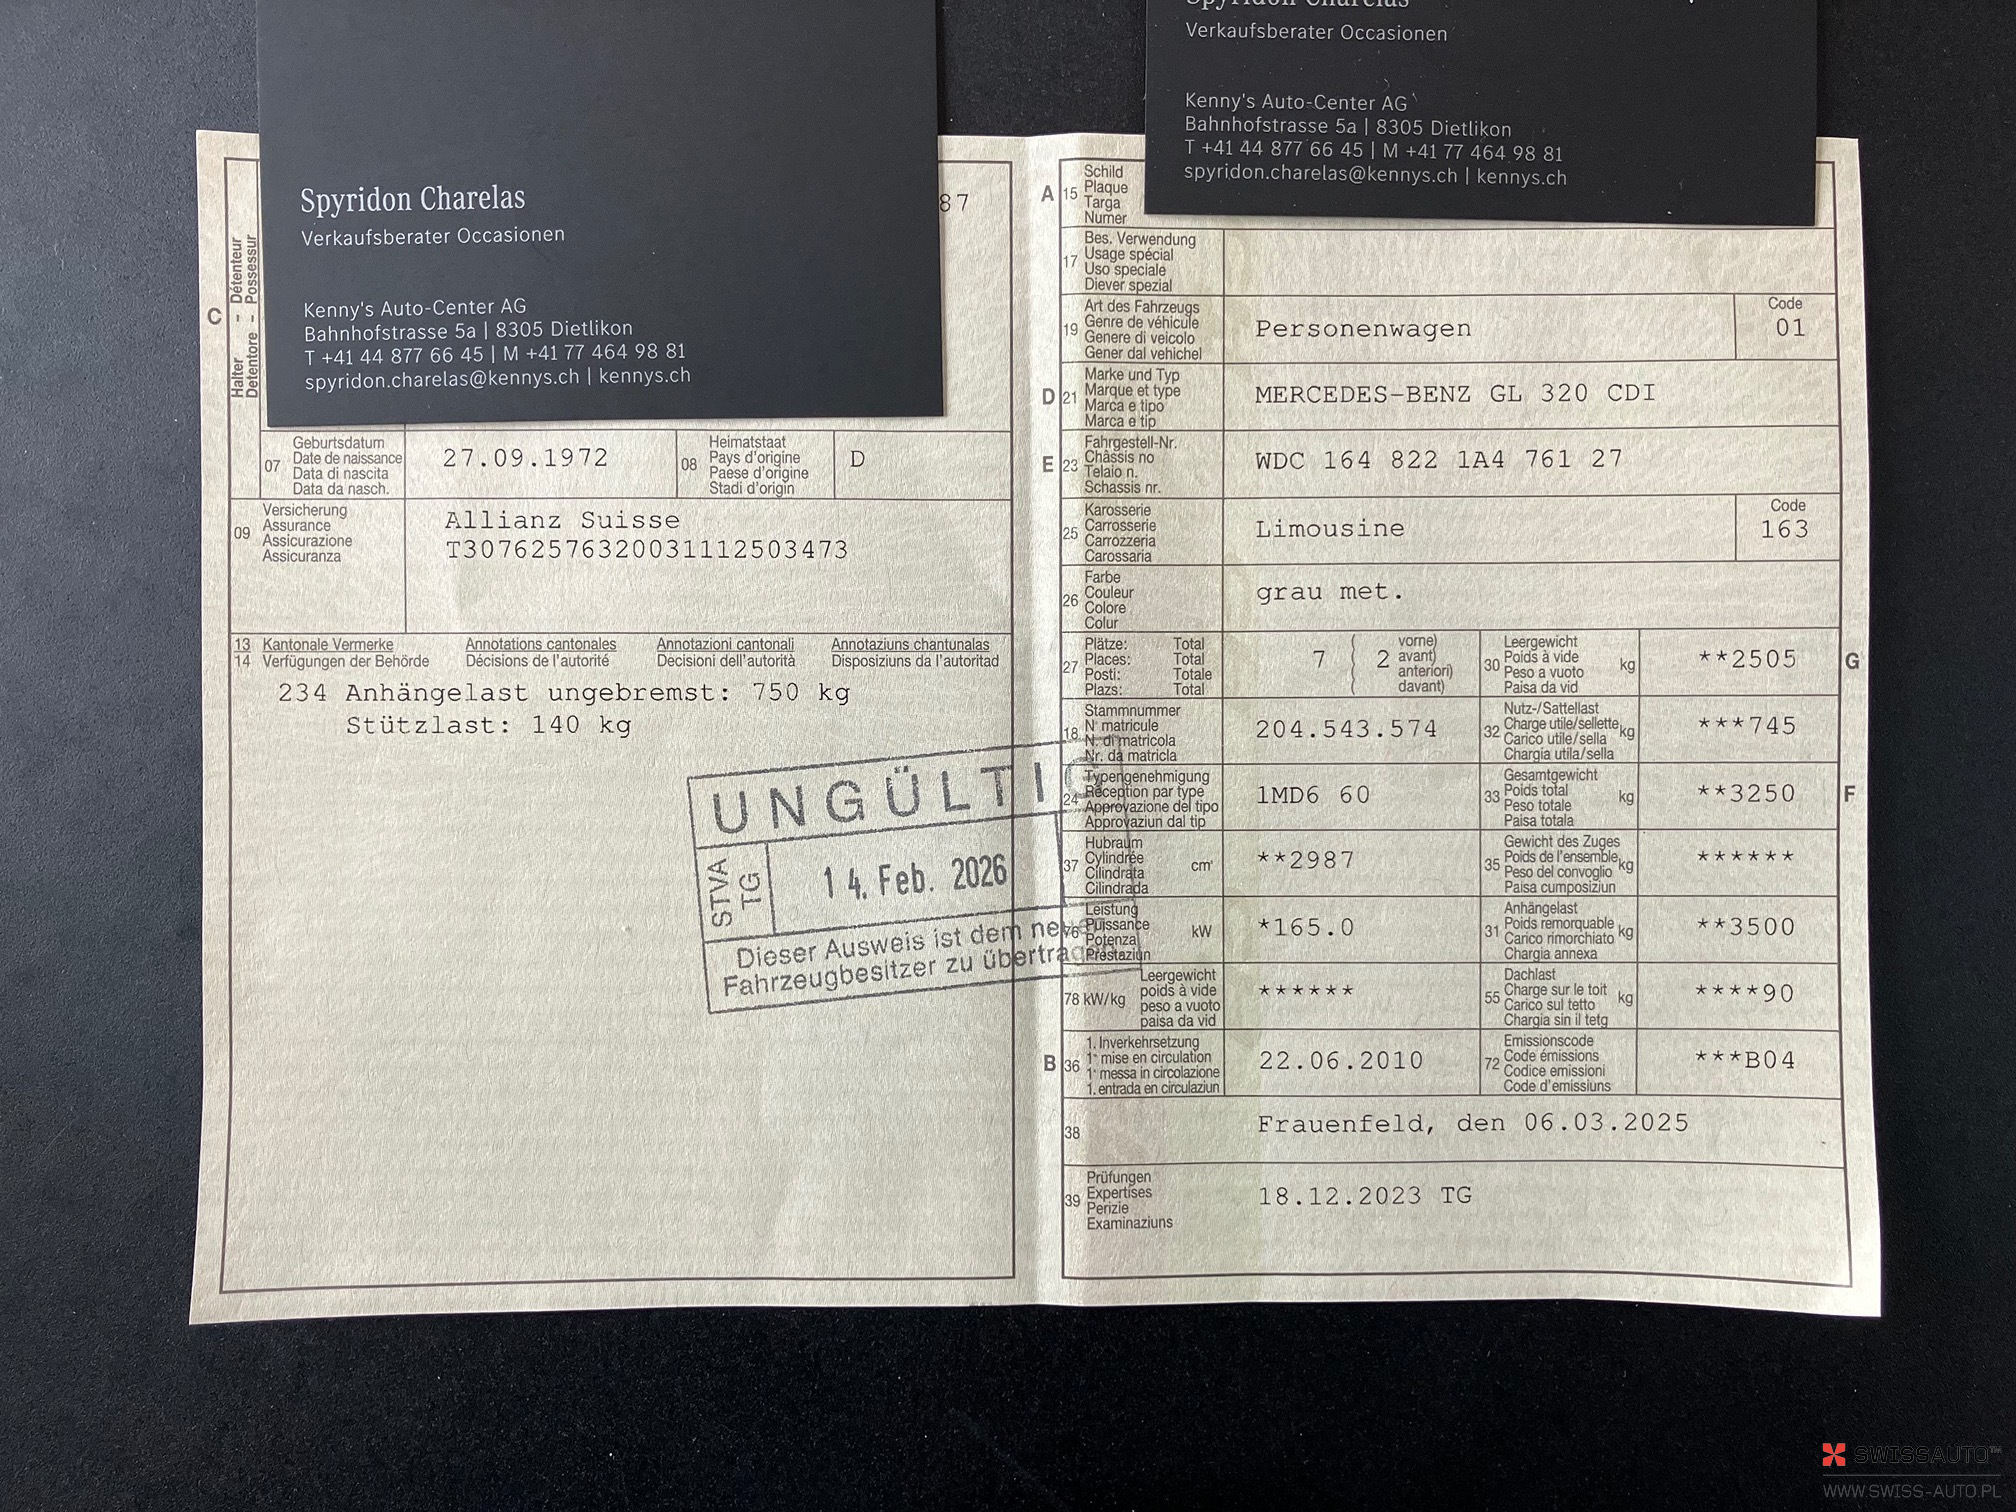 Spyridon Charelas
Verkaufsberater Occasionen
Kenny's Auto-Center AG
Bahnhofstrasse 5a | 8305 Dietlikon
T +41 44 877 66 45 | M +41 77 464 98 81
spyridon.charelas@kennys.ch | kennys.ch
87
C
Halter - Détenteur
Detentore - Possessur
07
Geburtsdatum
Date de naissance
Data di nascita
Data da nasch.
27.09.1972
08
Heimatstaat
Pays d'origine
Paese d'origine
Stadi d'origin
D
09
Versicherung
Assurance
Assicurazione
Assicuranza
Allianz Suisse
T30762576320031112503473
13 Kantonale Vermerke Annotations cantonales Annotazioni cantonali Annotaziuns chantunalas
14 Verfügungen der Behörde Décisions de l'autorité Decisioni dell'autorità Disposiziuns da l'autoritad
234 Anhängelast ungebremst: 750 kg
Stützlast: 140 kg
UNGÜLTIG
STVA
TG
14. Feb. 2026
Dieser Ausweis ist dem
Fahrzeugbesitzer zu
Spyridon Charelas
Verkaufsberater Occasionen
Kenny's Auto-Center AG
Bahnhofstrasse 5a | 8305 Dietlikon
T +41 44 877 66 45 | M +41 77 464 98 81
spyridon.charelas@kennys.ch | kennys.ch
A
15
Schild
Plaque
Targa
Numer
17
Bes. Verwendung
Usage spécial
Uso speciale
Diever spezial
19
Art des Fahrzeugs
Genre de véhicule
Genere di veicolo
Gener dal vehichel
Personenwagen
Code
01
D
21
Marke und Typ
Marque et type
Marca e tipo
Marca e tip
MERCEDES-BENZ GL 320 CDI
E
23
Fahrgestell-Nr.
Châssis no
Telaio n.
Schassis nr.
WDC 164 822 1A4 761 27
25
Karosserie
Carrosserie
Carrozzeria
Carossaria
Limousine
Code
163
26
Farbe
Couleur
Colore
Colur
grau met.
27
Plätze: Total
Places: Total
Posti: Totale
Plazs: Total
7 ( 2
vorne)
avant)
anteriori)
davant)
30
Leergewicht
Poids à vide
Peso a vuoto
Paisa da vid
kg
**2505
G
18
Stammnummer
N° matricule
N. di matricola
Nr. da matricla
204.543.574
32
Nutz-/Sattellast
Charge utile/sellette
Carico utile/sella
Chargia utila/sella
kg
***745
24
Typengenehmigung
Réception par type
Approvazione del tipo
Approvaziun dal tip
1MD6 60
33
Gesamtgewicht
Poids total
Peso totale
Paisa totala
kg
**3250
F
37
Hubraum
Cylindrée
Cilindrata
Cilindrada
cm³
**2987
35
Gewicht des Zuges
Poids de l'ensemble
Peso del convoglio
Paisa cumposiziun
kg
******
76
Leistung
Puissance
Potenza
Prestaziun
kW
*165.0
31
Anhängelast
Poids remorquable
Carico rimorchiato
Chargia annexa
kg
**3500
78 kW/kg
Leergewicht
poids à vide
peso a vuoto
paisa da vid
******
55
Dachlast
Charge sur le toit
Carico sul tetto
Chargia sin il tetg
kg
****90
B
36
1. Inverkehrsetzung
1° mise en circulation
1° messa in circolazione
1. entrada en circulaziun
22.06.2010
72
Emissionscode
Code émissions
Codice emissioni
Code d'emissiuns
***B04
38
Frauenfeld, den 06.03.2025
39
Prüfungen
Expertises
Perizie
Examinaziuns
18.12.2023 TG
SWISSAUTO™
WWW.SWISS-AUTO.PL